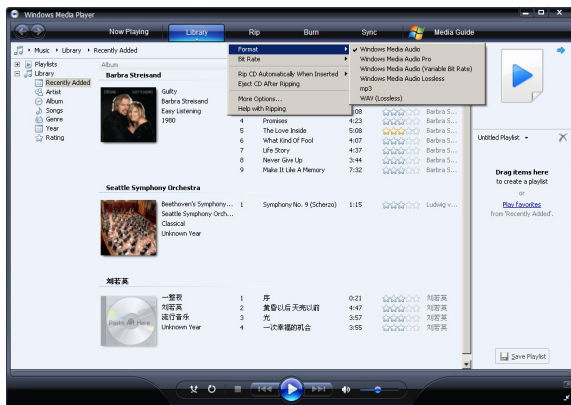 Windows Media Player
Now Playing Library Rip Burn Sync Media Guide
Music Library Recently Added
Format
Bit Rate
Rip CD Automatically When Inserted
Eject CD After Ripping
More Options...
Help with Ripping
Windows Media Audio
Windows Media Audio Pro
Windows Media Audio (Variable Bit Rate)
Windows Media Audio Lossless
mp3
WAV (Lossless)
Playlists
Library
Recently Added
Artist
Album
Songs
Genre
Year
Rating
Album
Barbra Streisand
Guilty
Barbra Streisand
Easy Listening
1980
:08 Barbra S...
4 Promises 4:23 Barbra S...
5 The Love Inside 5:08 Barbra S...
6 What Kind Of Fool 4:07 Barbra S...
7 Life Story 4:37 Barbra S...
8 Never Give Up 3:44 Barbra S...
9 Make It Like A Memory 7:32 Barbra S...
Seattle Symphony Orchestra
Beethoven's Symphony... 1 Symphony No. 9 (Scherzo) 1:15 Ludwig v...
Seattle Symphony Orch...
Classical
Unknown Year
刘若英
Paste Art Here
一整夜 1 序 0:21 刘若英
刘若英 2 黄昏以后天亮以前 4:47 刘若英
流行音乐 3 光 3:57 刘若英
Unknown Year 4 一次幸福的机会 3:55 刘若英
Untitled Playlist
Drag items here
to create a playlist
or
Play favorites
from 'Recently Added'.
Save Playlist